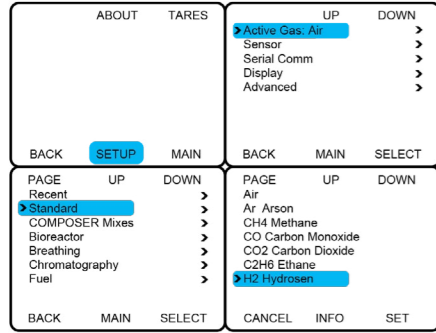 ABOUT TARES
BACK SETUP MAIN
UP DOWN
Active Gas: Air
Sensor
Serial Comm
Display
Advanced
BACK MAIN SELECT
PAGE UP DOWN
Recent
Standard
COMPOSER Mixes
Bioreactor
Breathing
Chromatography
Fuel
BACK MAIN SELECT
PAGE UP DOWN
Air
Ar Arson
CH4 Methane
CO Carbon Monoxide
CO2 Carbon Dioxide
C2H6 Ethane
H2 Hydrosen
CANCEL INFO SET